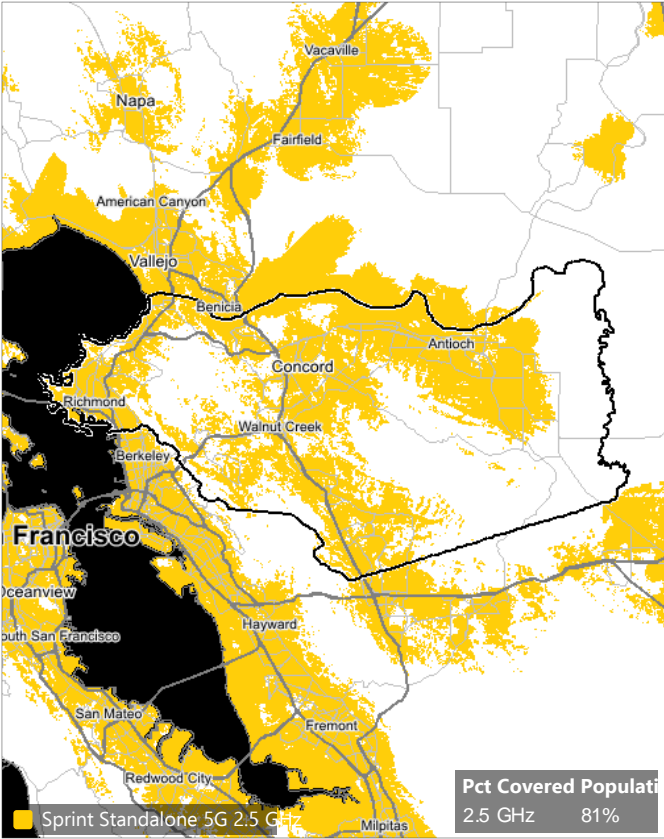 Vacaville
Napa
Fairfield
American Canyon
Vallejo
Benicia
Antioch
Concord
Richmond
Walnut Creek
Berkeley
Francisco
Oceanview
outh San Francisco
Hayward
San Mateo
Fremont
Redwood City
Milpitas
Pct Covered Populati
2.5 GHz 81%
Sprint Standalone 5G 2.5 GHz